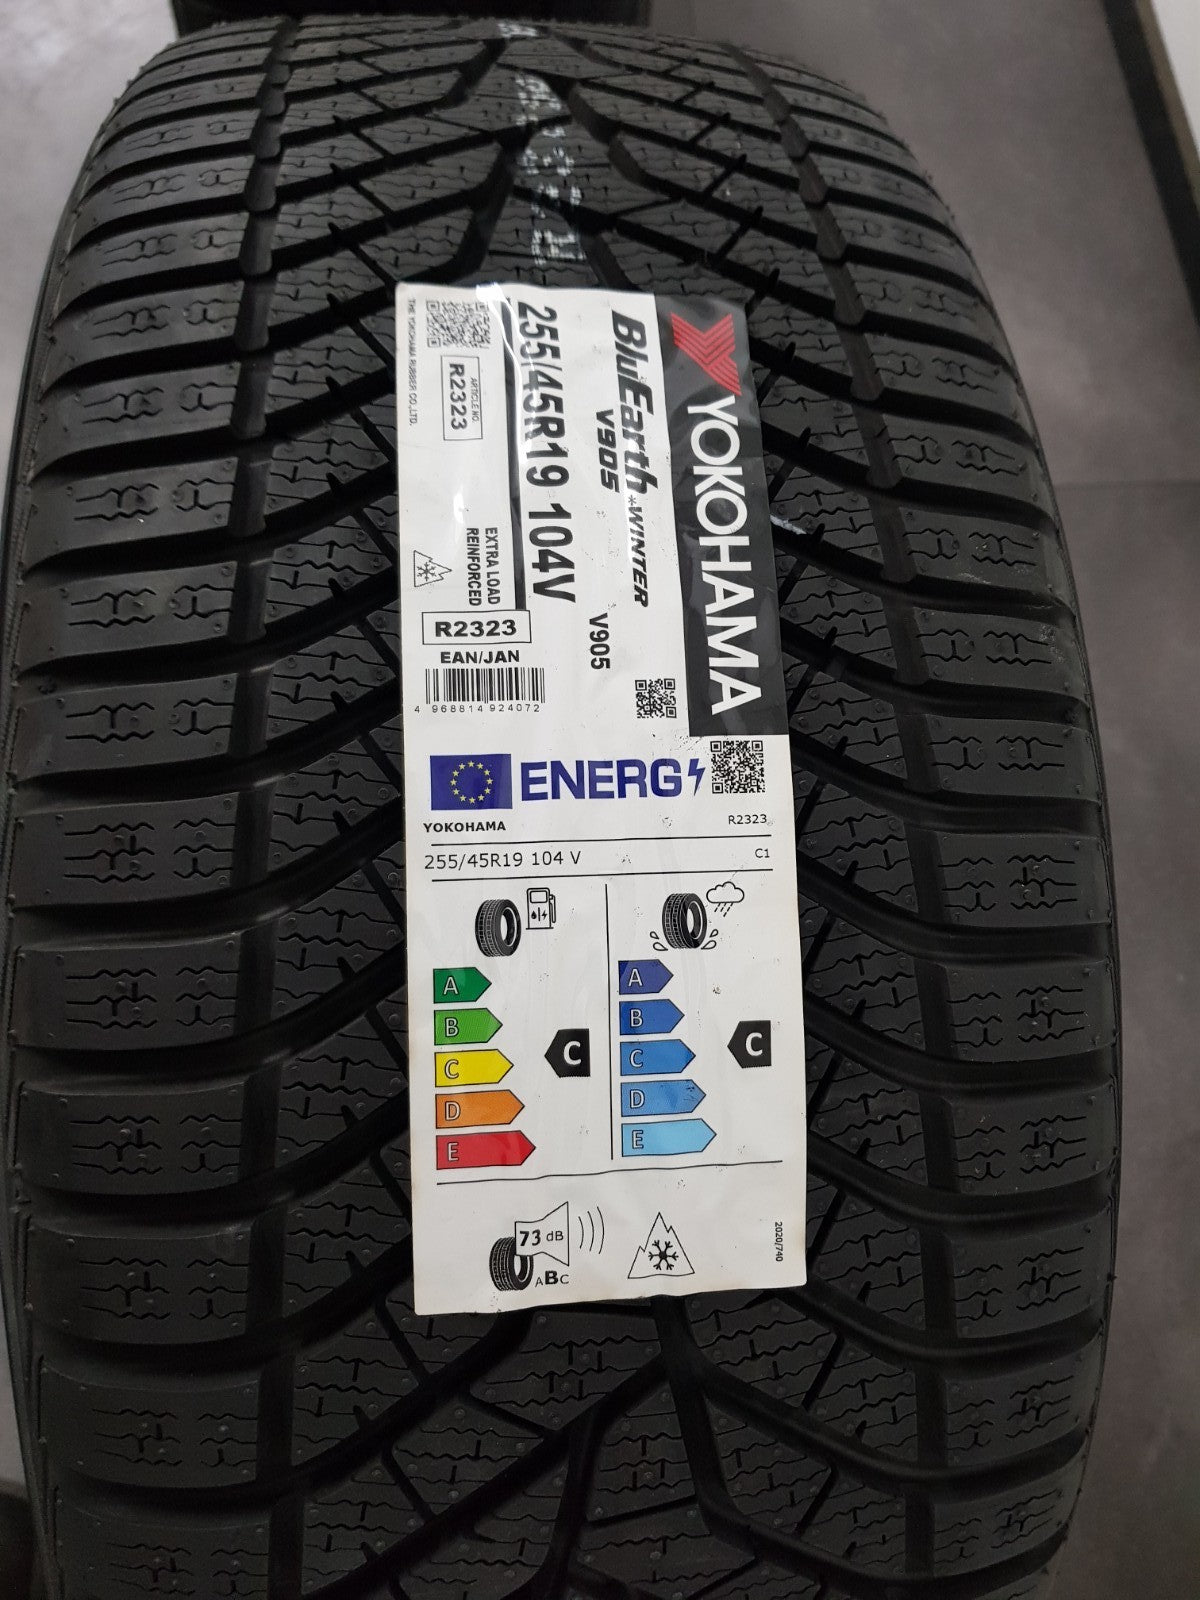 YOKOHAMA
BluEarth*WINTER
V905
V905
255/45R19 104V
EXTRA LOAD
REINFORCED
ARTICLE NO.
R2323
THE YOKOHAMA RUBBER CO.,LTD.
R2323
EAN/JAN
4 968814 924072
ENERG
YOKOHAMA
R2323
255/45R19 104 V
C1
A
B
C
D
E
C
A
B
C
D
E
C
73 dB
ABC
2020/740